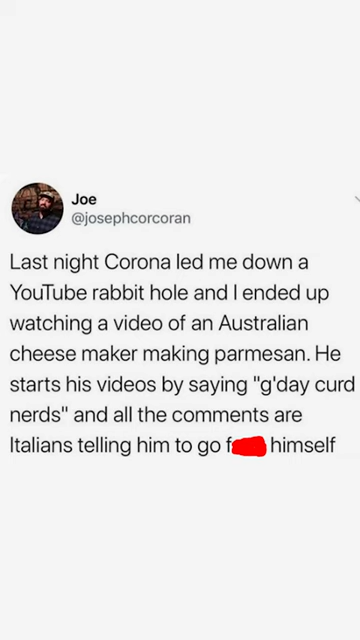 Joe
@josephcorcoran
Last night Corona led me down a
YouTube rabbit hole and I ended up
watching a video of an Australian
cheese maker making parmesan. He
starts his videos by saying "g'day curd
nerds" and all the comments are
Italians telling him to go f himself